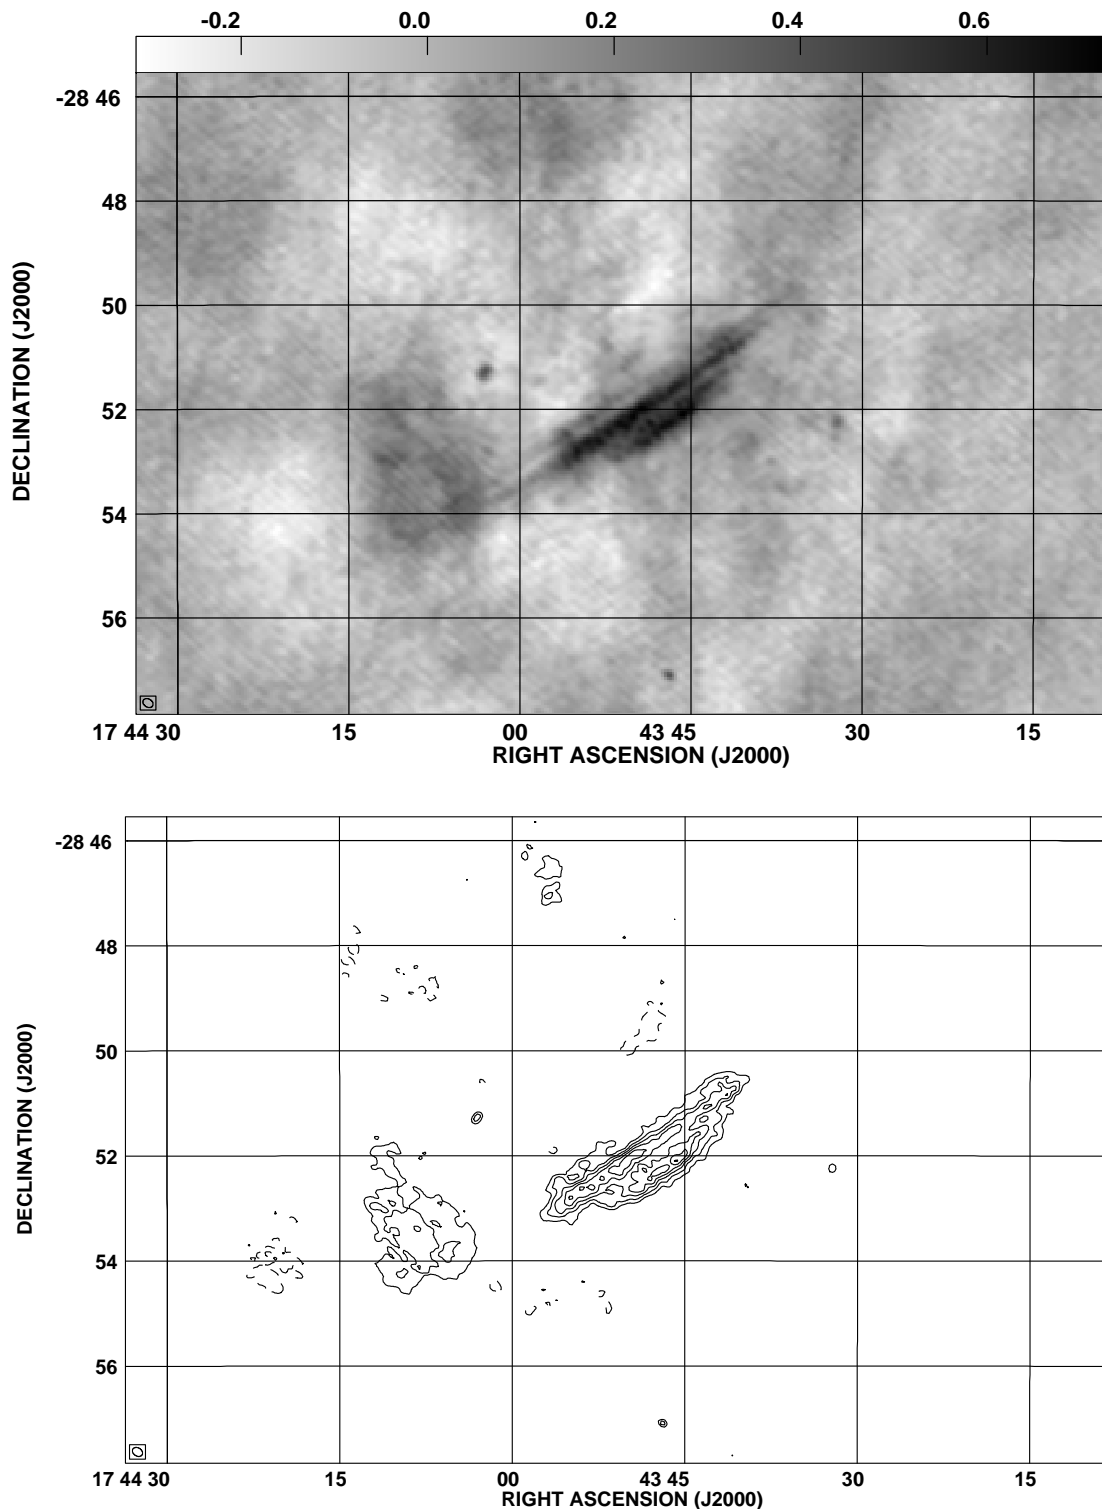 -0.2 0.0 0.2 0.4 0.6
-28 46
48
50
52
54
56
DECLINATION (J2000)
17 44 30 15 00 43 45 30 15
RIGHT ASCENSION (J2000)
-28 46
48
50
52
54
56
DECLINATION (J2000)
17 44 30 15 00 43 45 30 15
RIGHT ASCENSION (J2000)